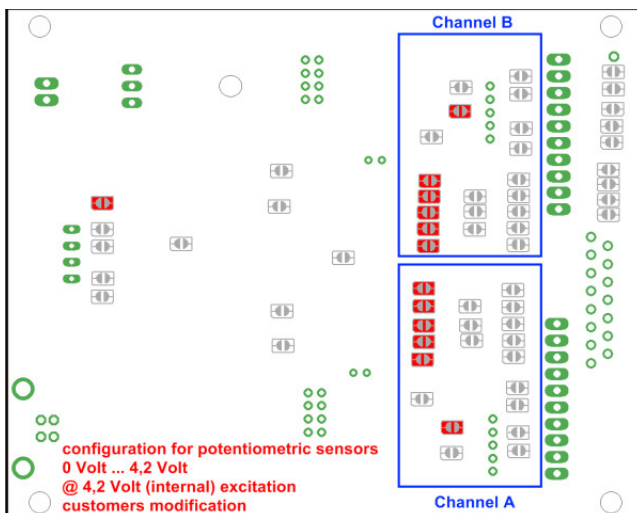 Channel B
Channel A
configuration for potentiometric sensors
0 Volt ... 4,2 Volt
@ 4,2 Volt (internal) excitation
customers modification